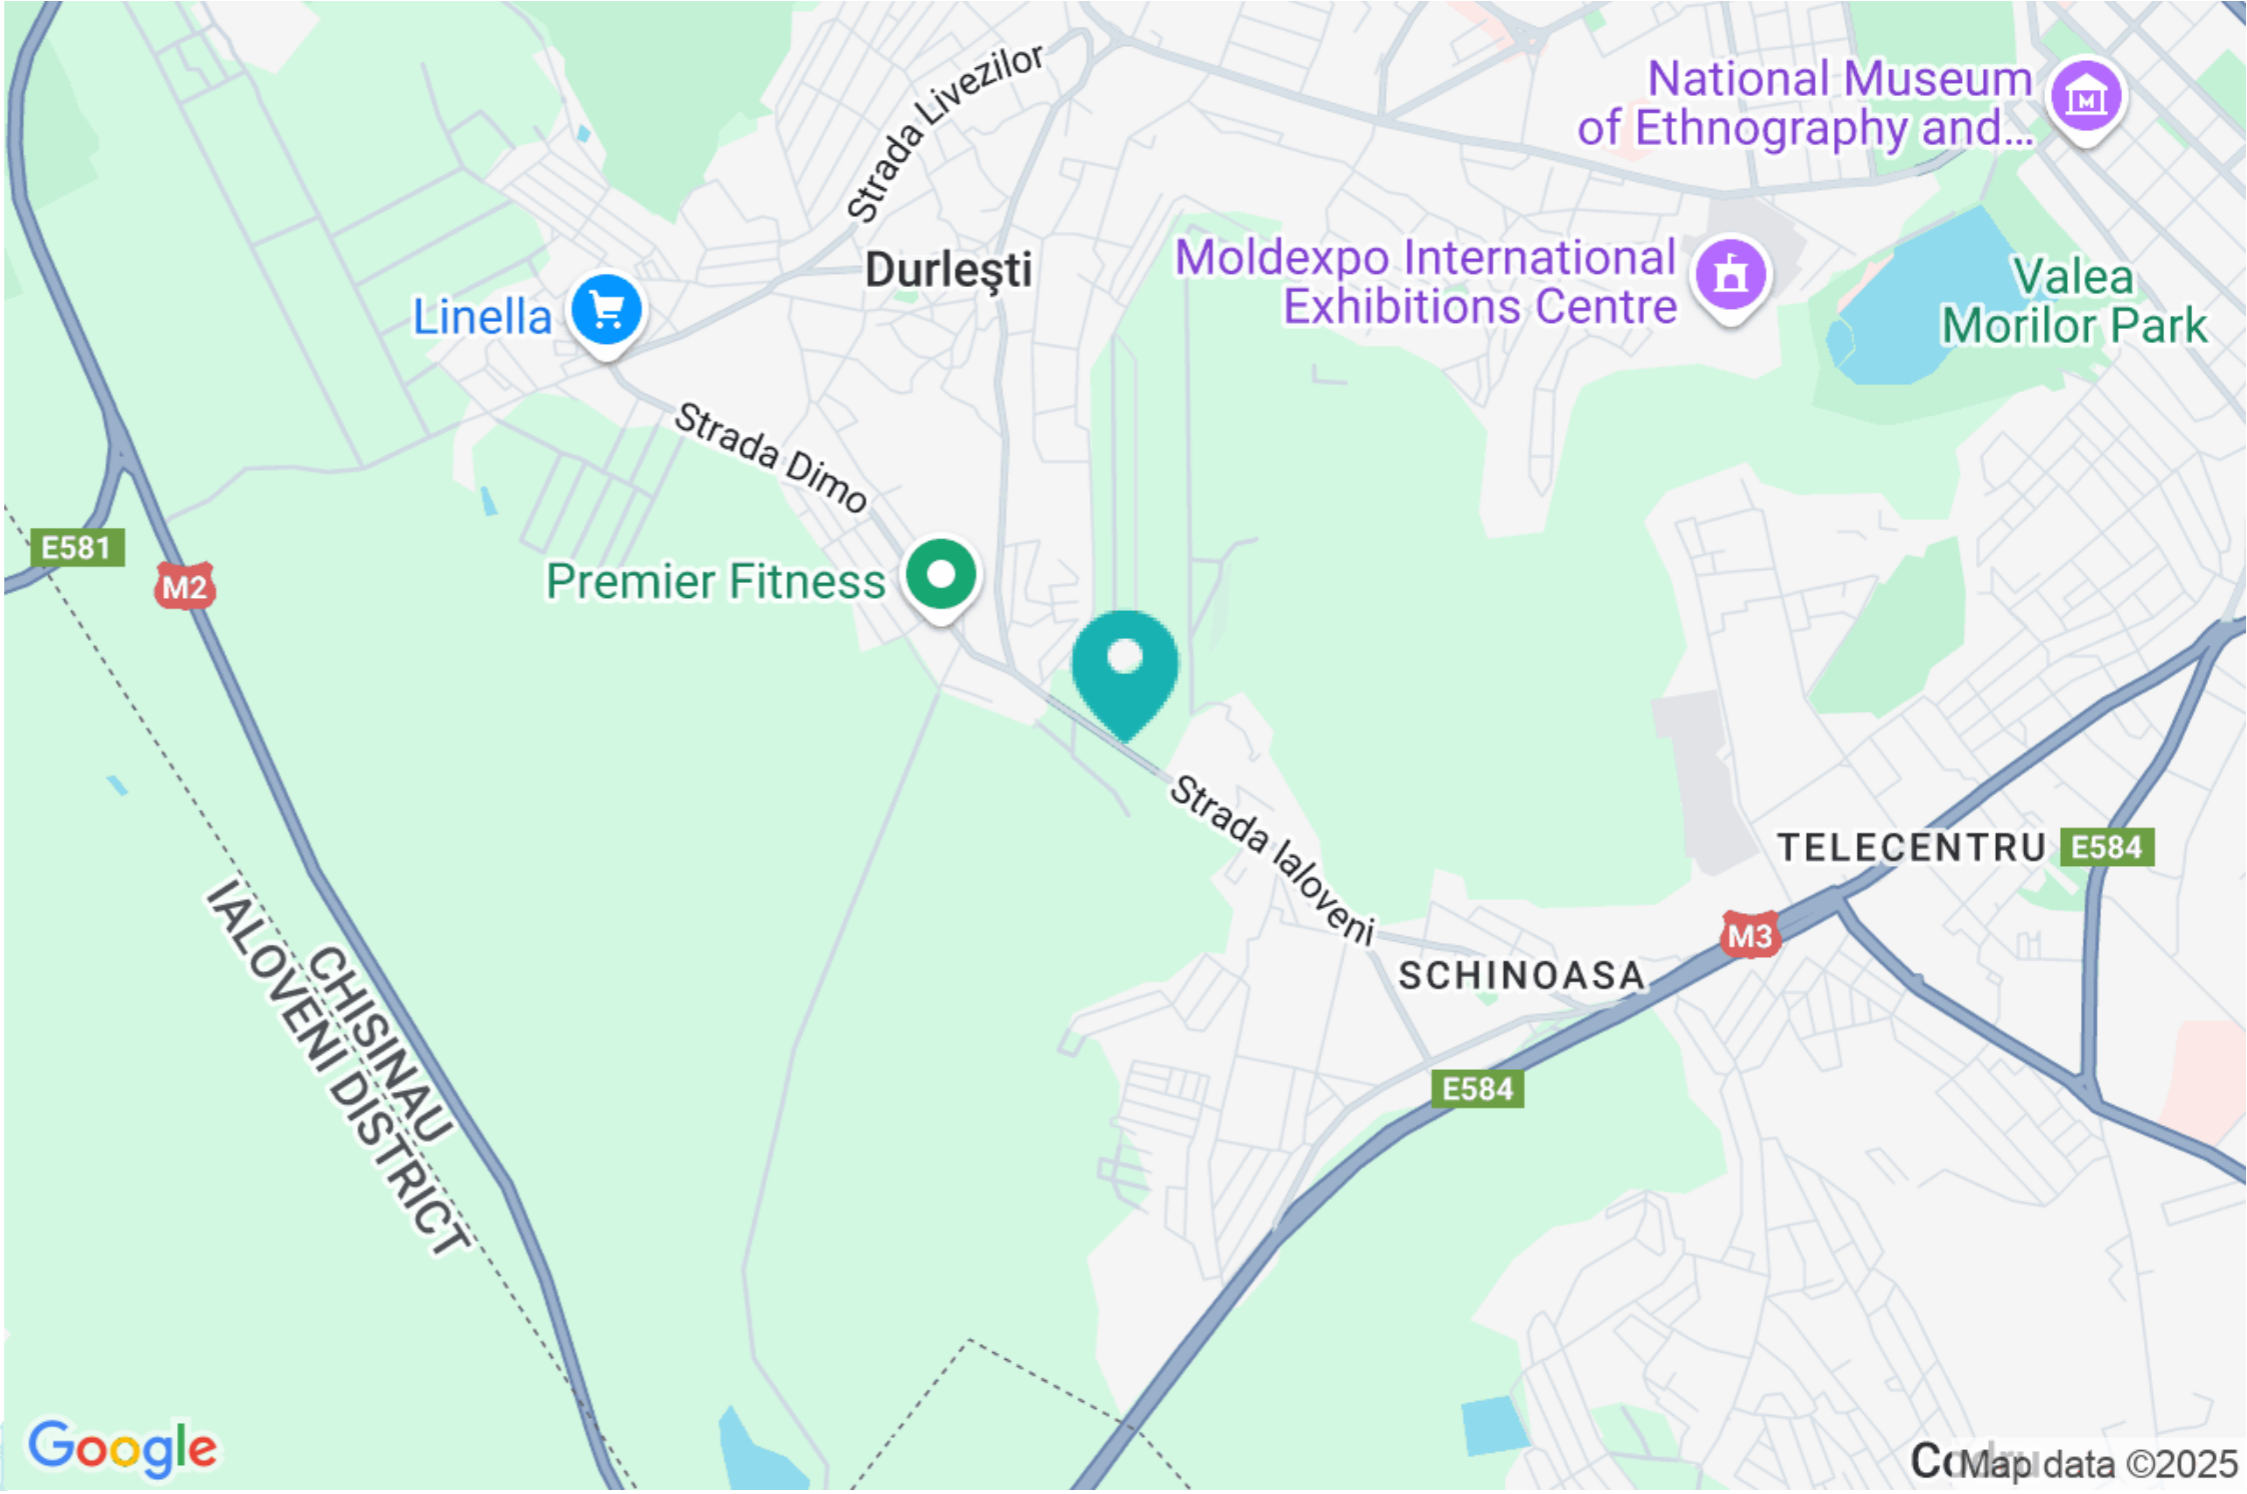 Strada Livezilor
National Museum
of Ethnography and...
Durleşti
Moldexpo International
Exhibitions Centre
Valea
Morilor Park
Linella
Strada Dimo
E581
M2
Premier Fitness
Strada Ialoveni
TELECENTRU
E584
M3
SCHINOASA
CHISINAU
IALOVENI DISTRICT
E584
Google
Map data ©2025